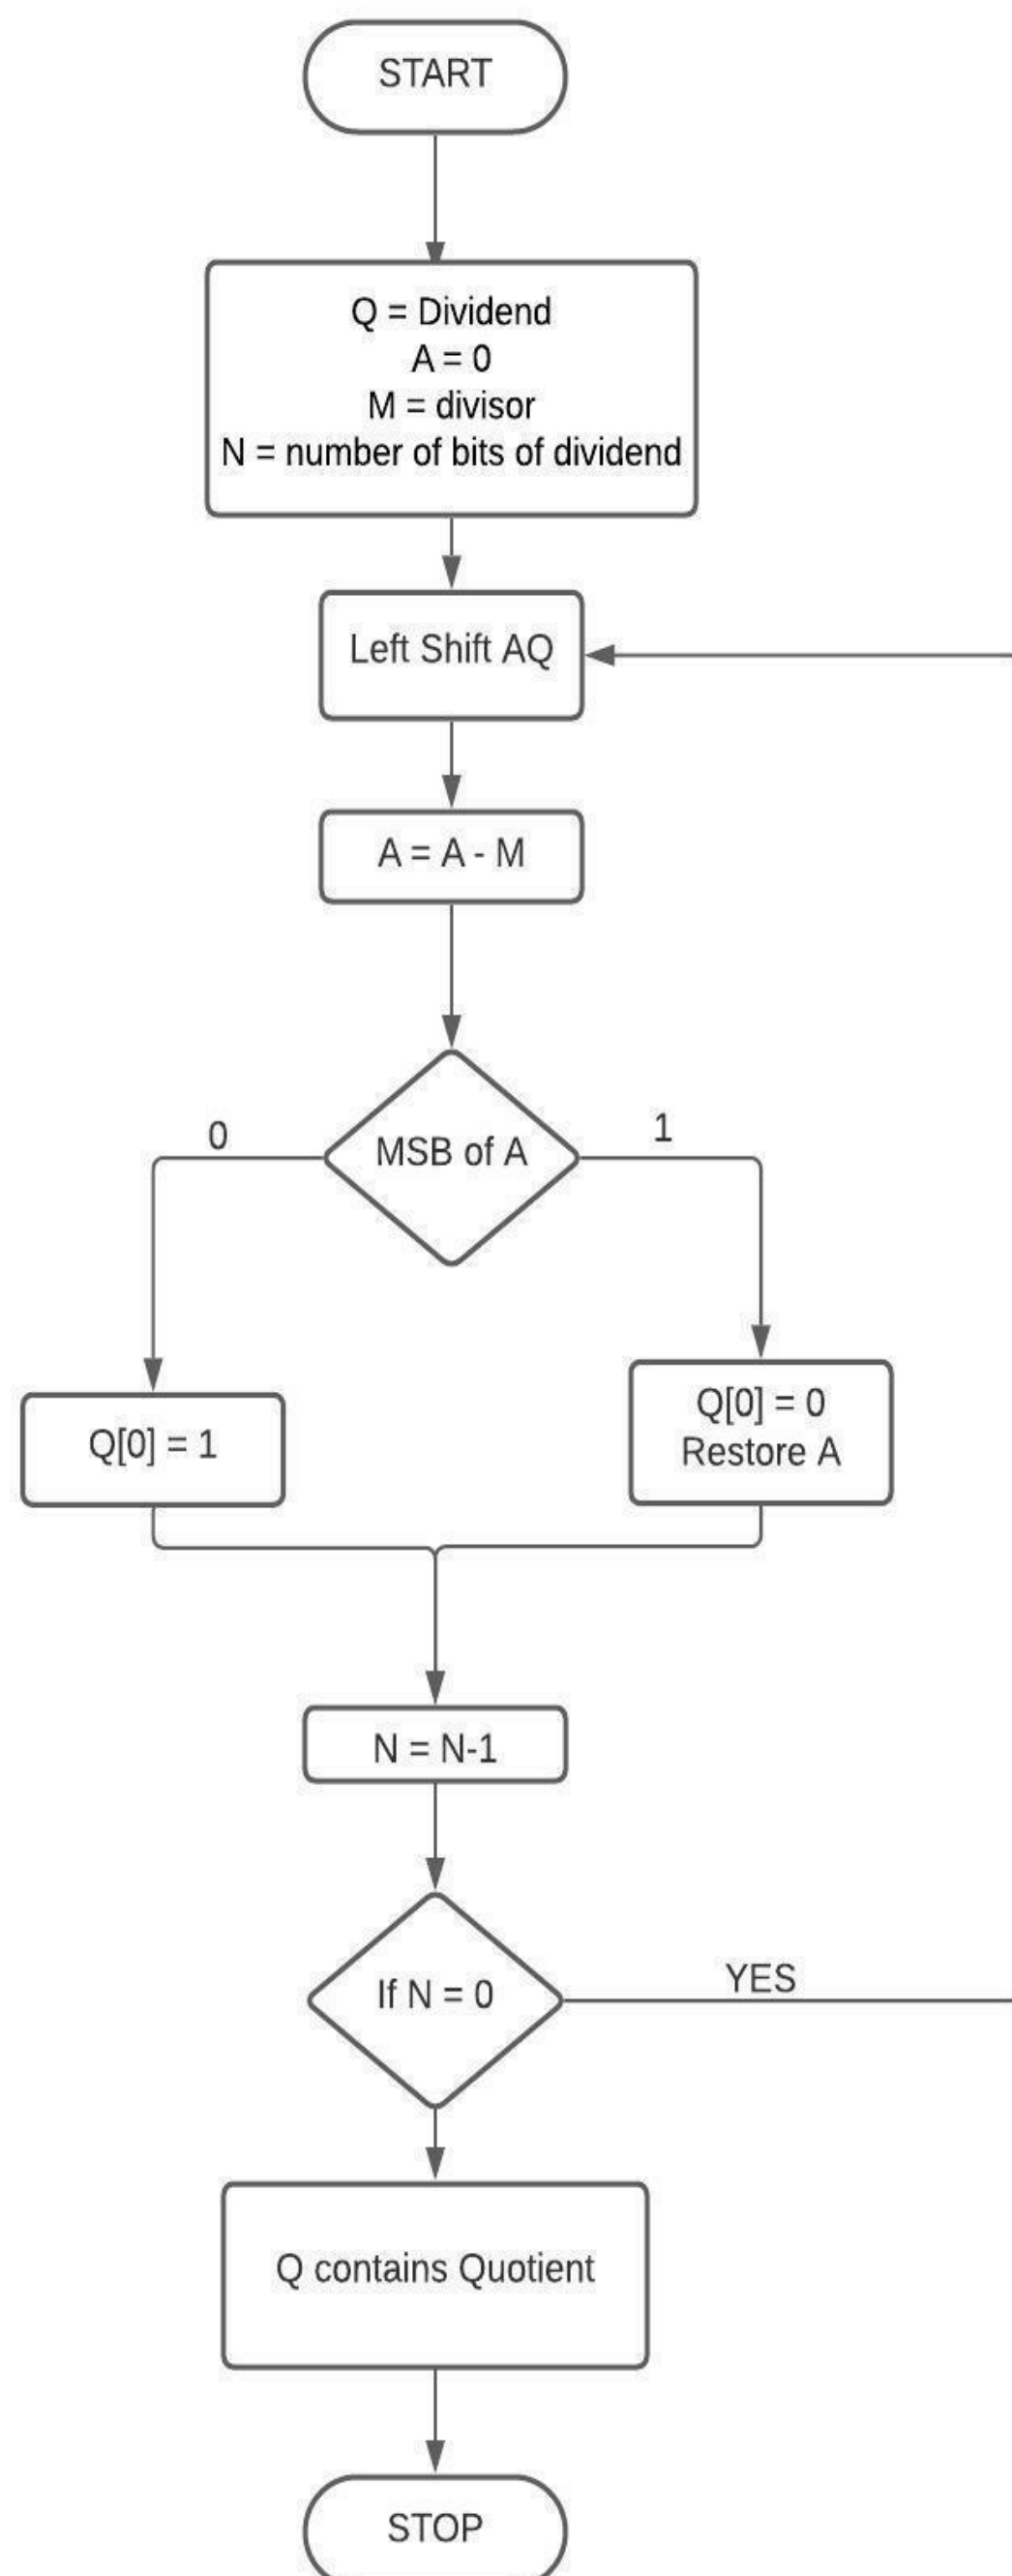 START
Q = Dividend
A = 0
M = divisor
N = number of bits of dividend
Left Shift AQ
A = A - M
MSB of A
0
1
Q[0] = 1
Q[0] = 0
Restore A
N = N-1
If N = 0
YES
Q contains Quotient
STOP